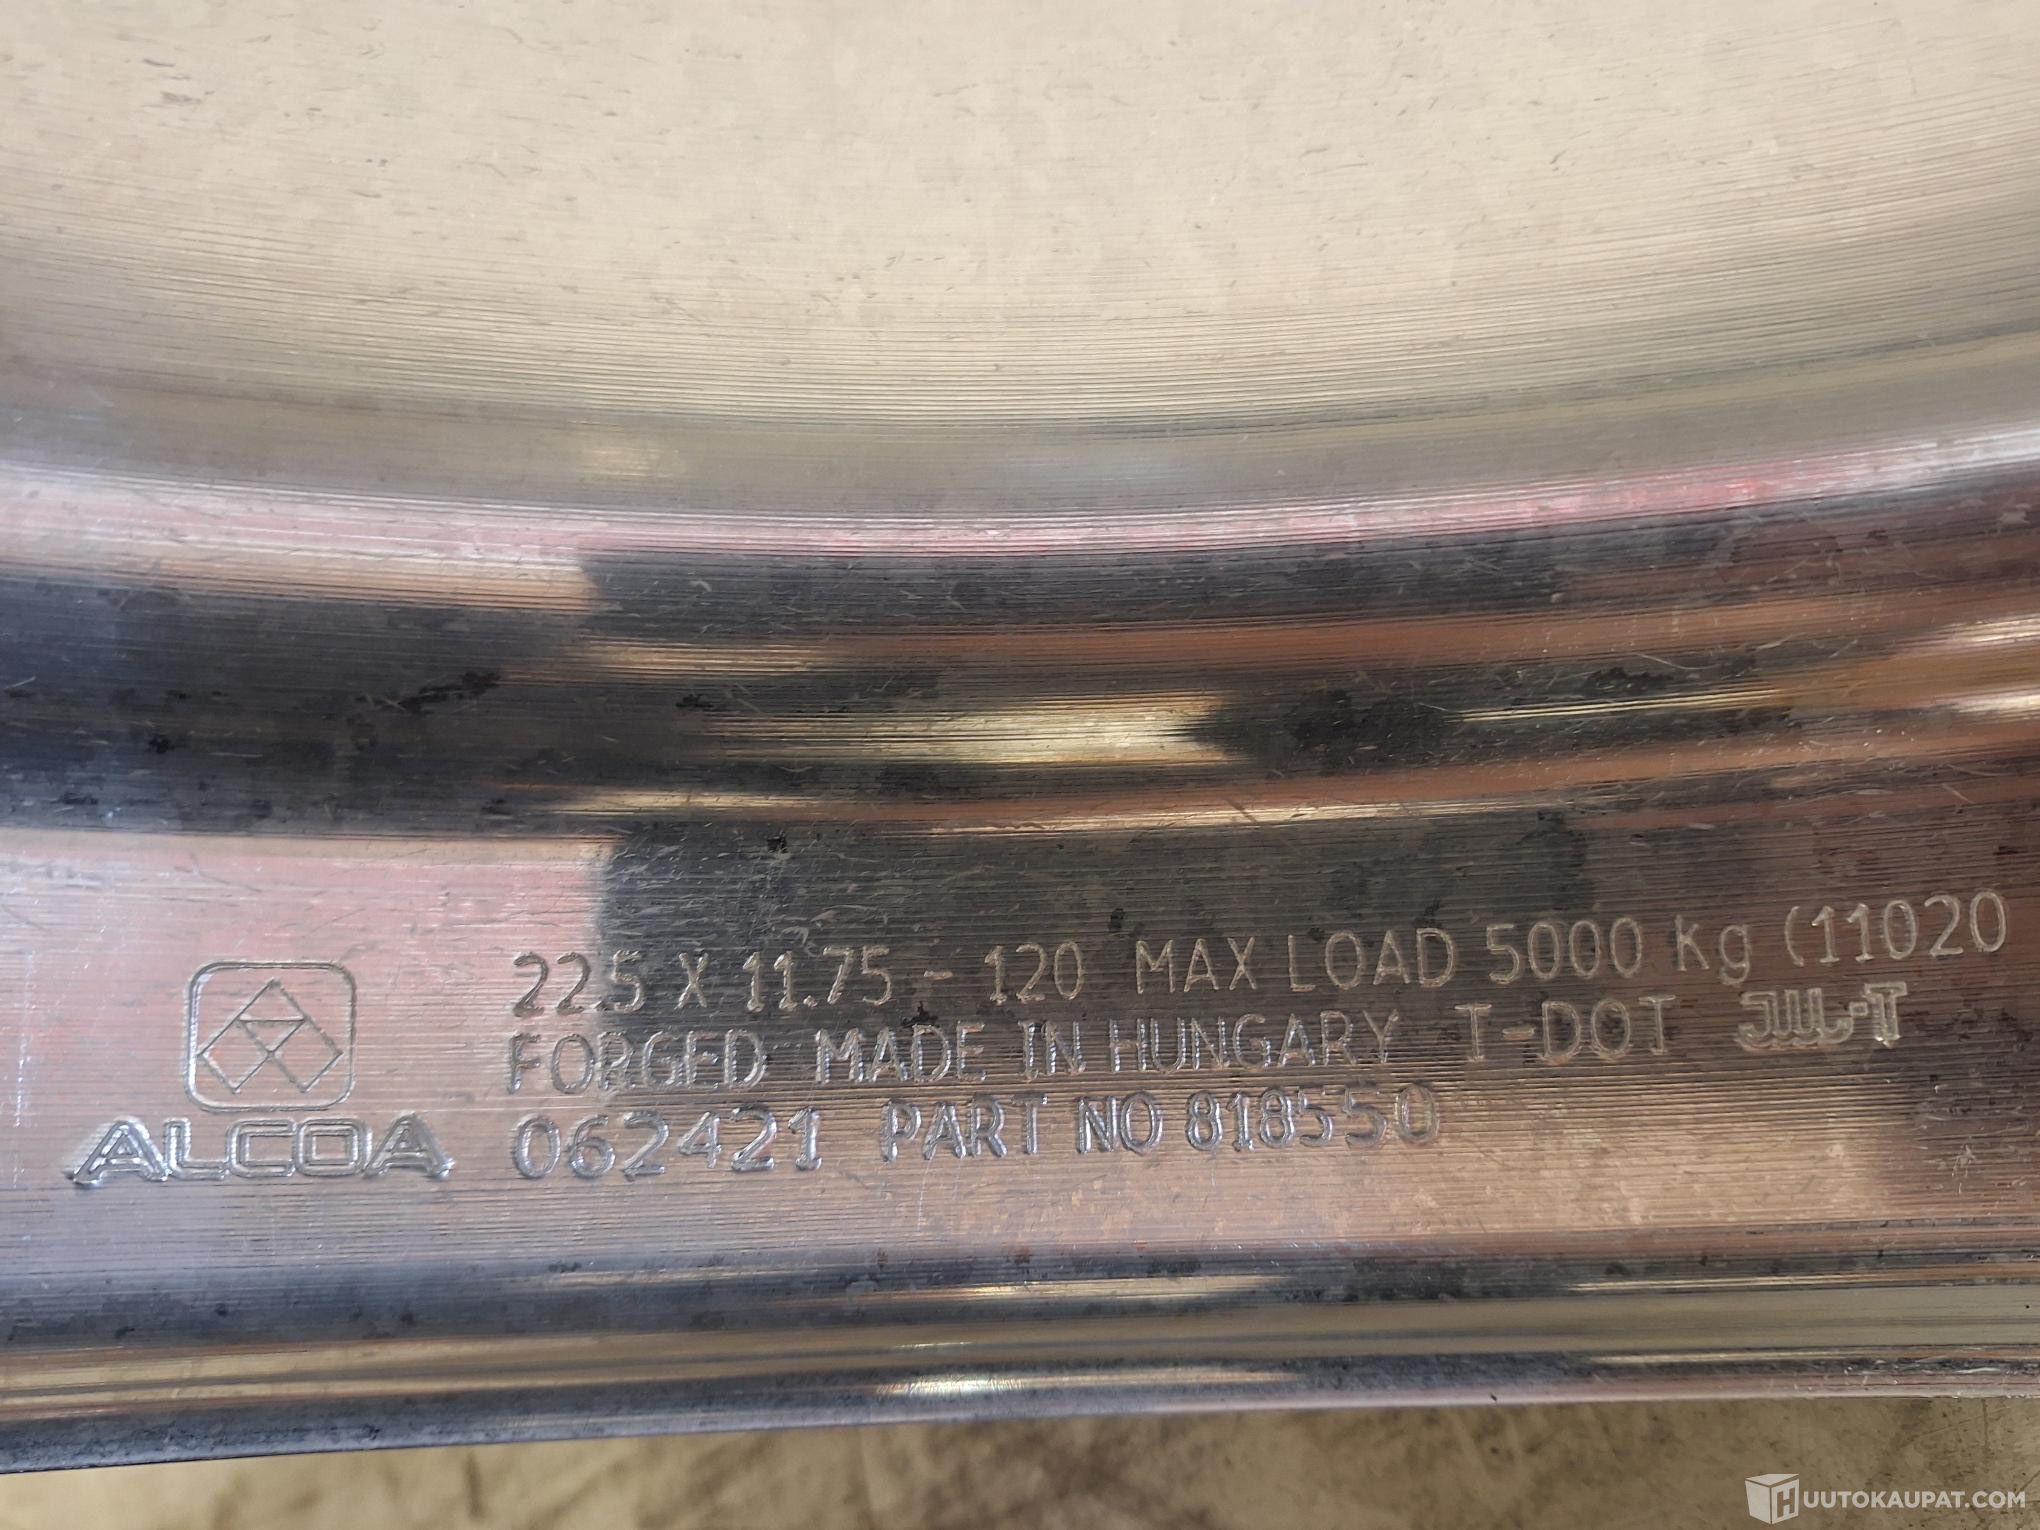 22.5 X 11.75 - 120 MAX LOAD 5000 Kg (11020
FORGED MADE IN HUNGARY T-DOT JWL-T
ALCOA 062421 PART NO 818550
HUUTOKAUPAT.COM